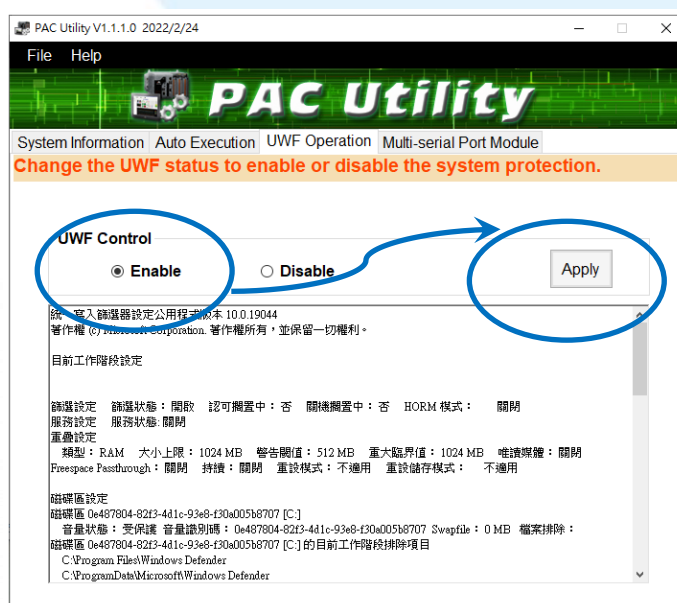 PAC Utility V1.1.1.0 2022/2/24
File Help
PAC Utility
System Information Auto Execution UWF Operation Multi-serial Port Module
Change the UWF status to enable or disable the system protection.
UWF Control
Enable Disable Apply
統一寫入篩選器設定公用程式版本 10.0.19044
著作權 (c) Microsoft Corporation. 著作權所有,並保留一切權利。
目前工作階段設定
篩選設定 篩選狀態:開啟 認可擱置中:否 關機擱置中:否 HORM 模式: 關閉
服務設定 服務狀態:關閉
重疊設定
類型:RAM 大小上限:1024 MB 警告閾值:512 MB 重大臨界值:1024 MB 唯讀媒體:關閉
Freespace Passthrough:關閉 持續:關閉 重設模式:不適用 重設儲存模式: 不適用
磁碟區設定
磁碟區 0e487804-82f3-4d1c-93e8-f30a005b8707 [C:]
音量狀態:受保護 音量識別碼:0e487804-82f3-4d1c-93e8-f30a005b8707 Swapfile:0 MB 檔案排除:
磁碟區 0e487804-82f3-4d1c-93e8-f30a005b8707 [C:] 的目前工作階段排除項目
C:\Program Files\Windows Defender
C:\ProgramData\Microsoft\Windows Defender